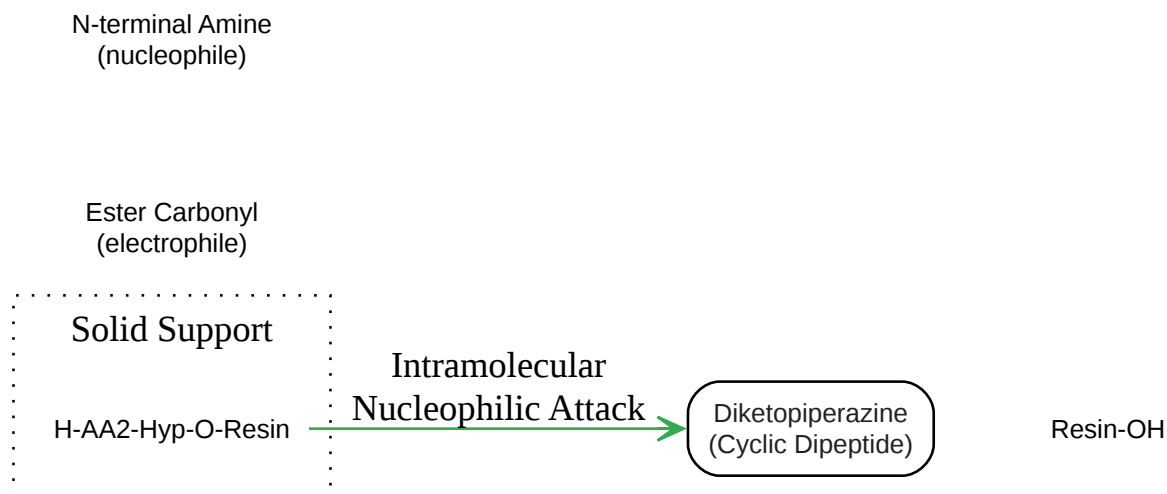 N-terminal Amine
(nucleophile)
Ester Carbonyl
(electrophile)
Solid Support
Intramolecular
Nucleophilic Attack
H-AA2-Hyp-O-Resin
Diketopiperazine
(Cyclic Dipeptide)
Resin-OH